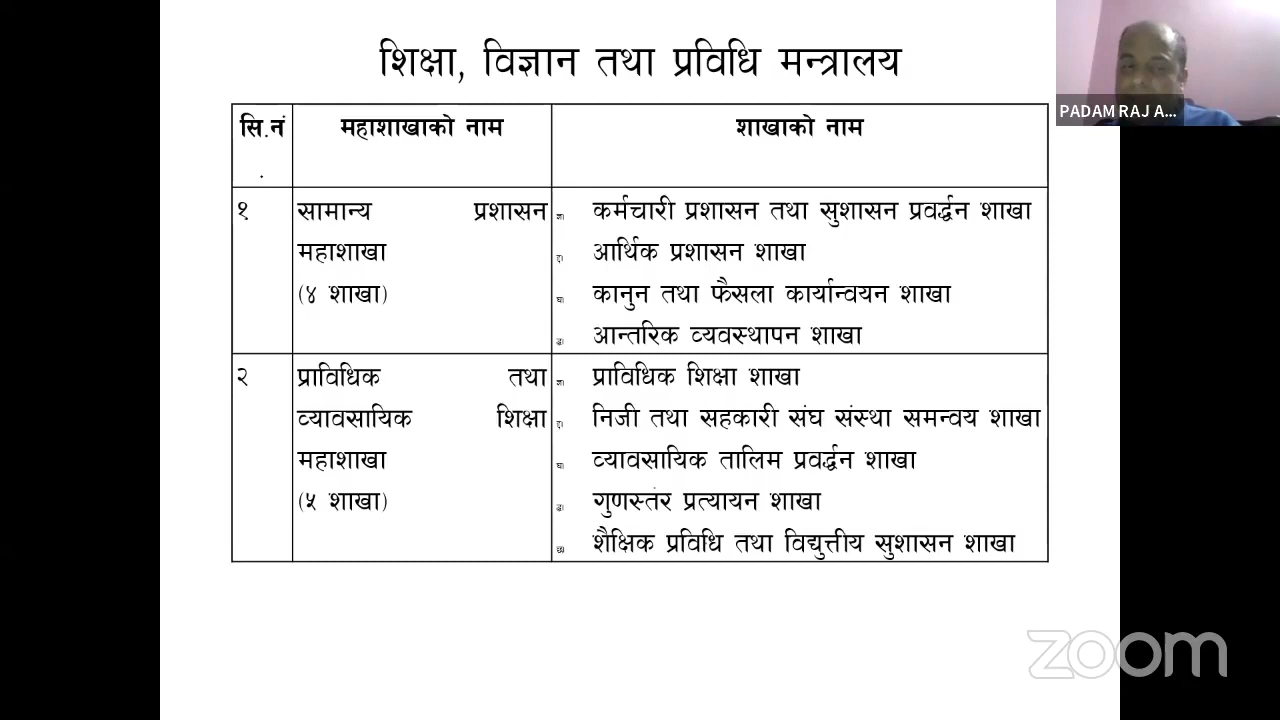 शिक्षा, विज्ञान तथा प्रविधि मन्त्रालय
PADAM RAJ A...
सि.नं महाशाखाको नाम शाखाको नाम
.
१ सामान्य प्रशासन कर्मचारी प्रशासन तथा सुशासन प्रवर्द्धन शाखा
महाशाखा आर्थिक प्रशासन शाखा
(४ शाखा) कानुन तथा फैसला कार्यान्वयन शाखा
आन्तरिक व्यवस्थापन शाखा
२ प्राविधिक तथा प्राविधिक शिक्षा शाखा
व्यावसायिक शिक्षा निजी तथा सहकारी संघ संस्था समन्वय शाखा
महाशाखा व्यावसायिक तालिम प्रवर्द्धन शाखा
(५ शाखा) गुणस्तंर प्रत्यायन शाखा
शैक्षिक प्रविधि तथा विद्युत्तीय सुशासन शाखा
zoom